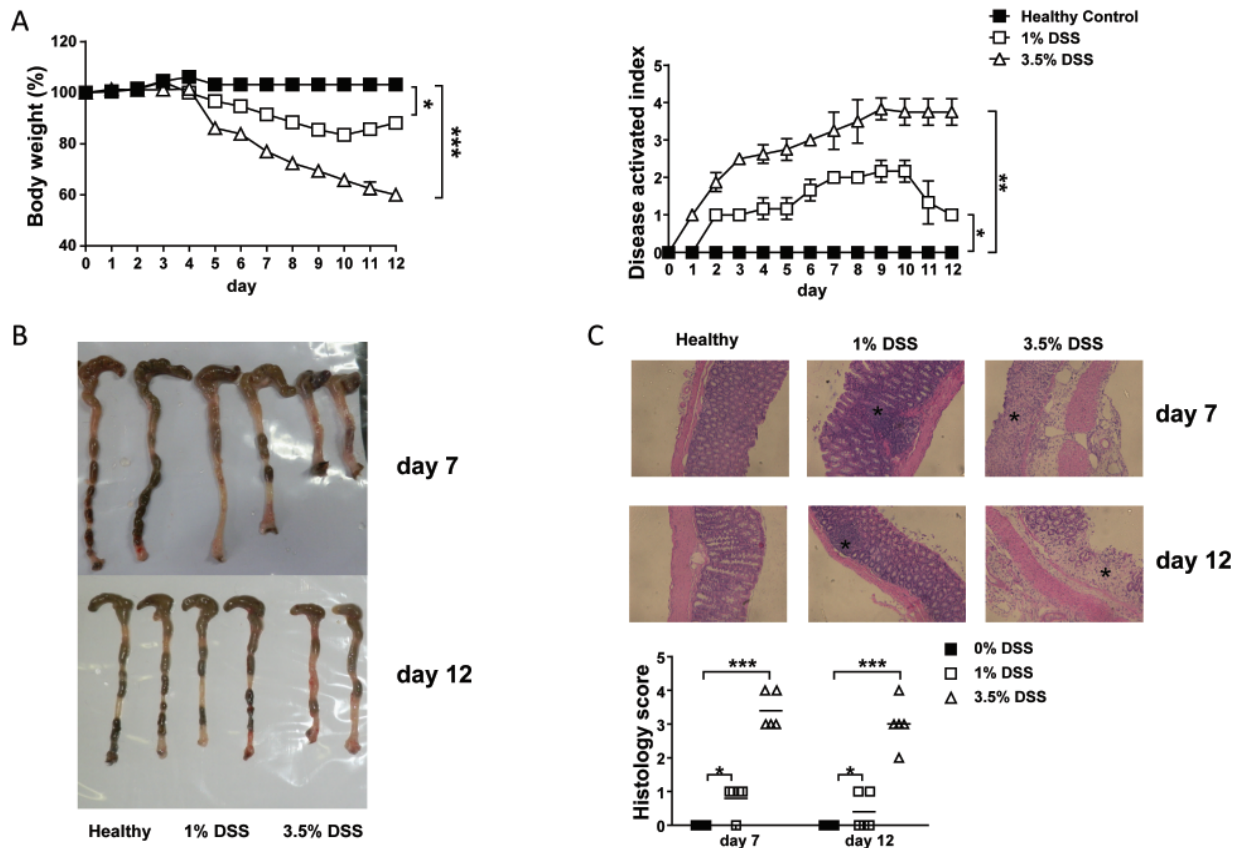 A
120
100
80
60
40
Body weight (%)
0 1 2 3 4 5 6 7 8 9 10 11 12
day
*
***
Healthy Control
1% DSS
3.5% DSS
5
4
3
2
1
0
Disease activated index
0 1 2 3 4 5 6 7 8 9 10 11 12
day
*
**
B
day 7
day 12
Healthy 1% DSS 3.5% DSS
C
Healthy 1% DSS 3.5% DSS
* * day 7
* * day 12
0% DSS
1% DSS
3.5% DSS
5
4
3
2
1
0
Histology score
*** ***
* *
day 7 day 12